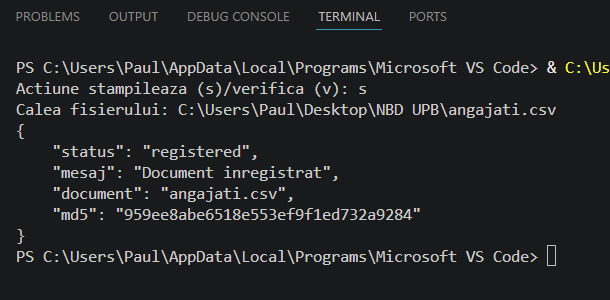 PROBLEMS OUTPUT DEBUG CONSOLE TERMINAL PORTS
PS C:\Users\Paul\AppData\Local\Programs\Microsoft VS Code> & C:\Us
Actiune stampileaza (s)/verifica (v): s
Calea fisierului: C:\Users\Paul\Desktop\NBD UPB\angajati.csv
{
    "status": "registered",
    "mesaj": "Document inregistrat",
    "document": "angajati.csv",
    "md5": "959ee8abe6518e553ef9f1ed732a9284"
}
PS C:\Users\Paul\AppData\Local\Programs\Microsoft VS Code>